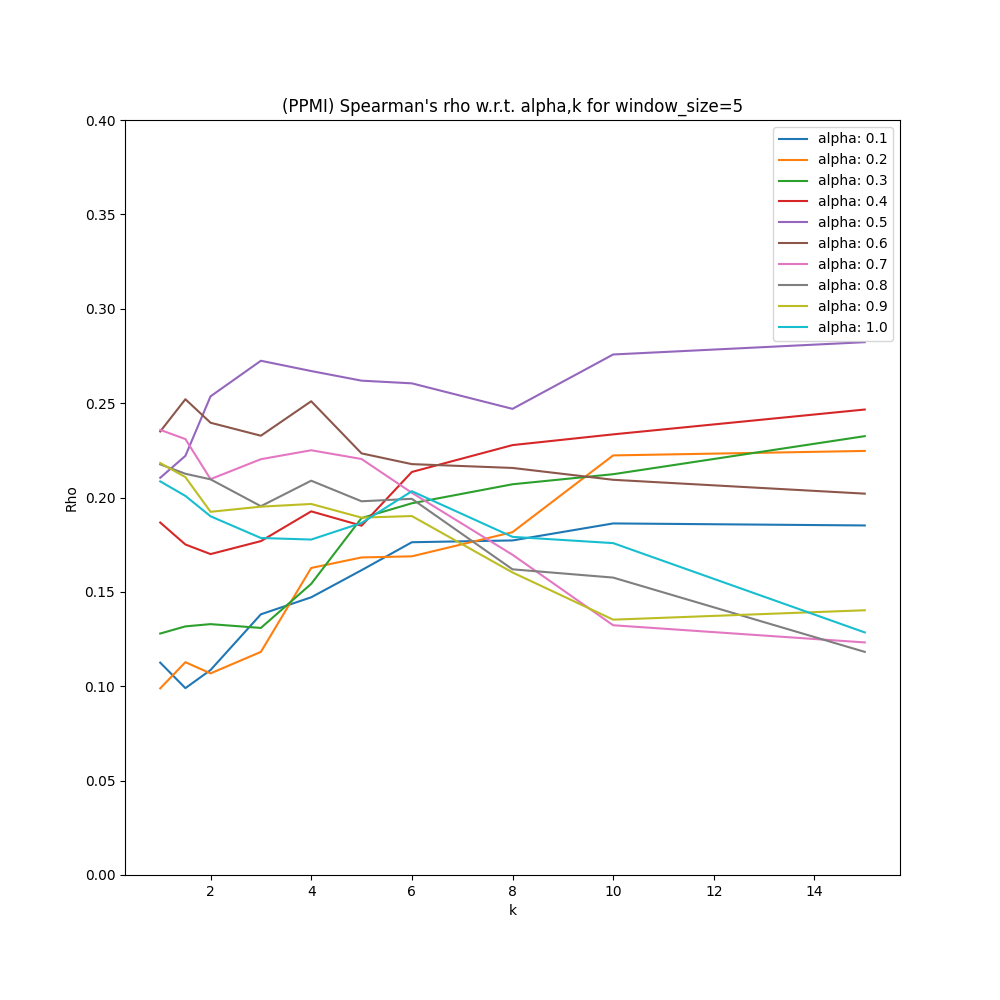 (PPMI) Spearman's rho w.r.t. alpha,k for window_size=5
0.40
0.35
0.30
0.25
0.20
0.15
0.10
0.05
0.00
Rho
alpha: 0.1
alpha: 0.2
alpha: 0.3
alpha: 0.4
alpha: 0.5
alpha: 0.6
alpha: 0.7
alpha: 0.8
alpha: 0.9
alpha: 1.0
2 4 6 8 10 12 14
k